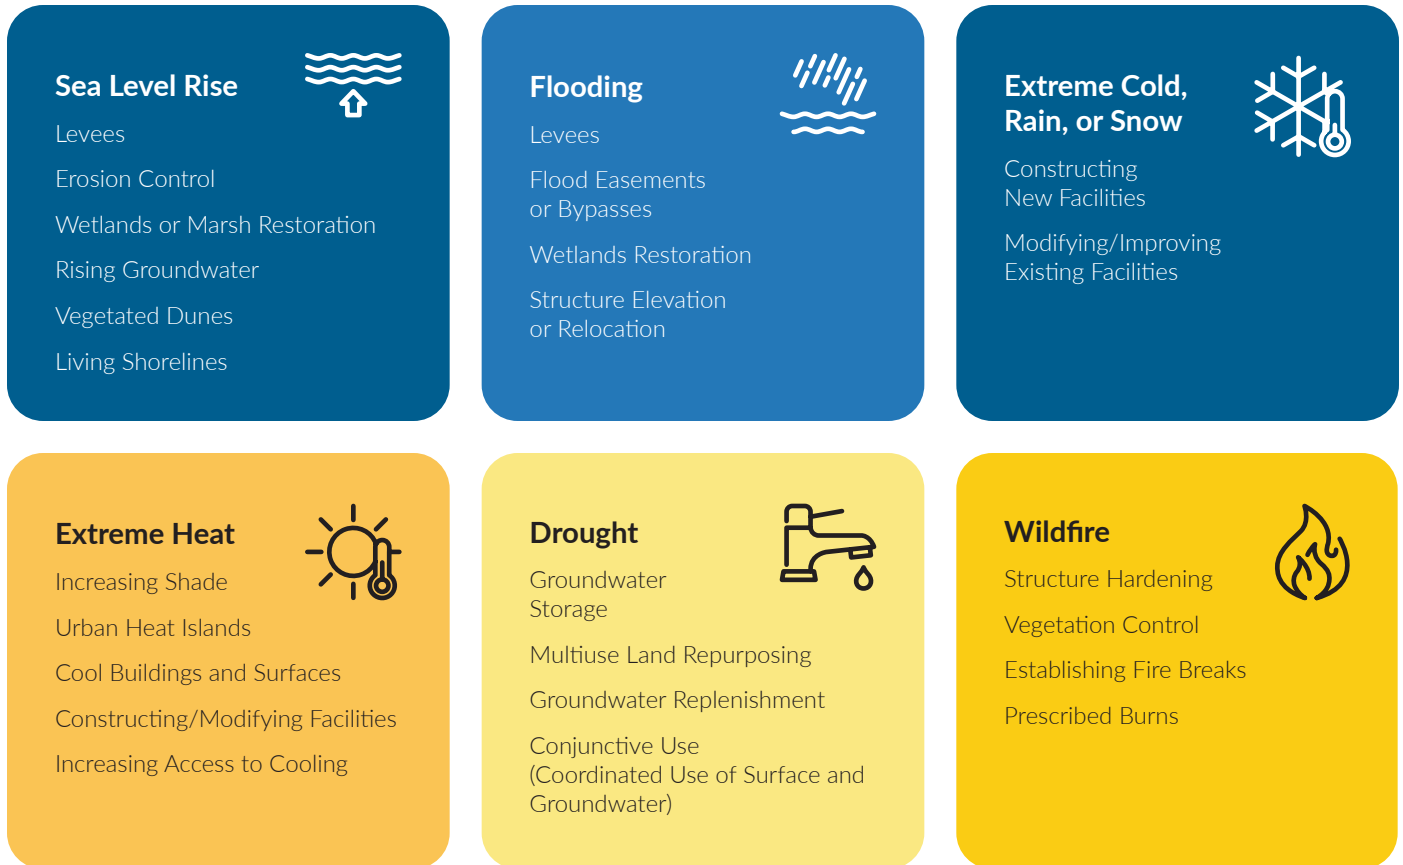 Sea Level Rise
Levees
Erosion Control
Wetlands or Marsh Restoration
Rising Groundwater
Vegetated Dunes
Living Shorelines
Flooding
Levees
Flood Easements
or Bypasses
Wetlands Restoration
Structure Elevation
or Relocation
Extreme Cold,
Rain, or Snow
Constructing
New Facilities
Modifying/Improving
Existing Facilities
Extreme Heat
Increasing Shade
Urban Heat Islands
Cool Buildings and Surfaces
Constructing/Modifying Facilities
Increasing Access to Cooling
Drought
Groundwater
Storage
Multiuse Land Repurposing
Groundwater Replenishment
Conjunctive Use
(Coordinated Use of Surface and
Groundwater)
Wildfire
Structure Hardening
Vegetation Control
Establishing Fire Breaks
Prescribed Burns